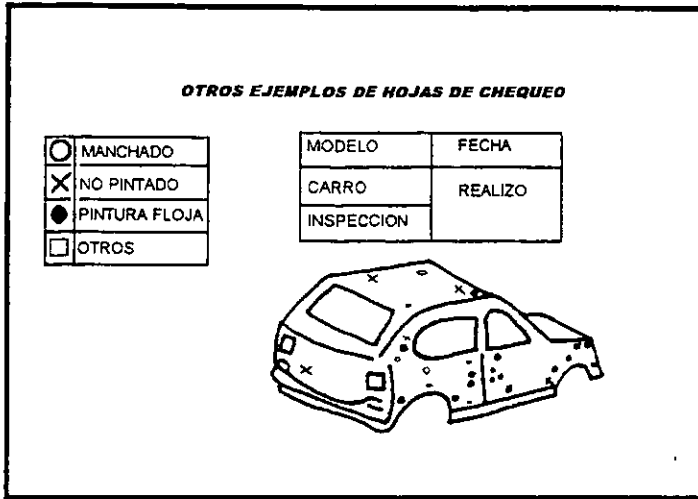 OTROS EJEMPLOS DE HOJAS DE CHEQUEO
MANCHADO
NO PINTADO
PINTURA FLOJA
OTROS
MODELO
FECHA
CARRO
REALIZO
INSPECCION